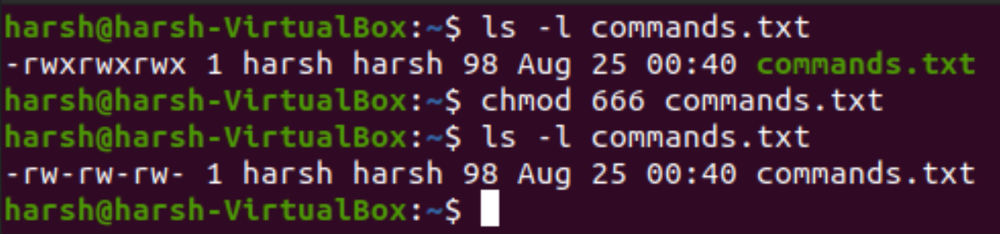 harsh@harsh-VirtualBox:~$ ls -l commands.txt
-rwxrwxrwx 1 harsh harsh 98 Aug 25 00:40 commands.txt
harsh@harsh-VirtualBox:~$ chmod 666 commands.txt
harsh@harsh-VirtualBox:~$ ls -l commands.txt
-rw-rw-rw- 1 harsh harsh 98 Aug 25 00:40 commands.txt
harsh@harsh-VirtualBox:~$